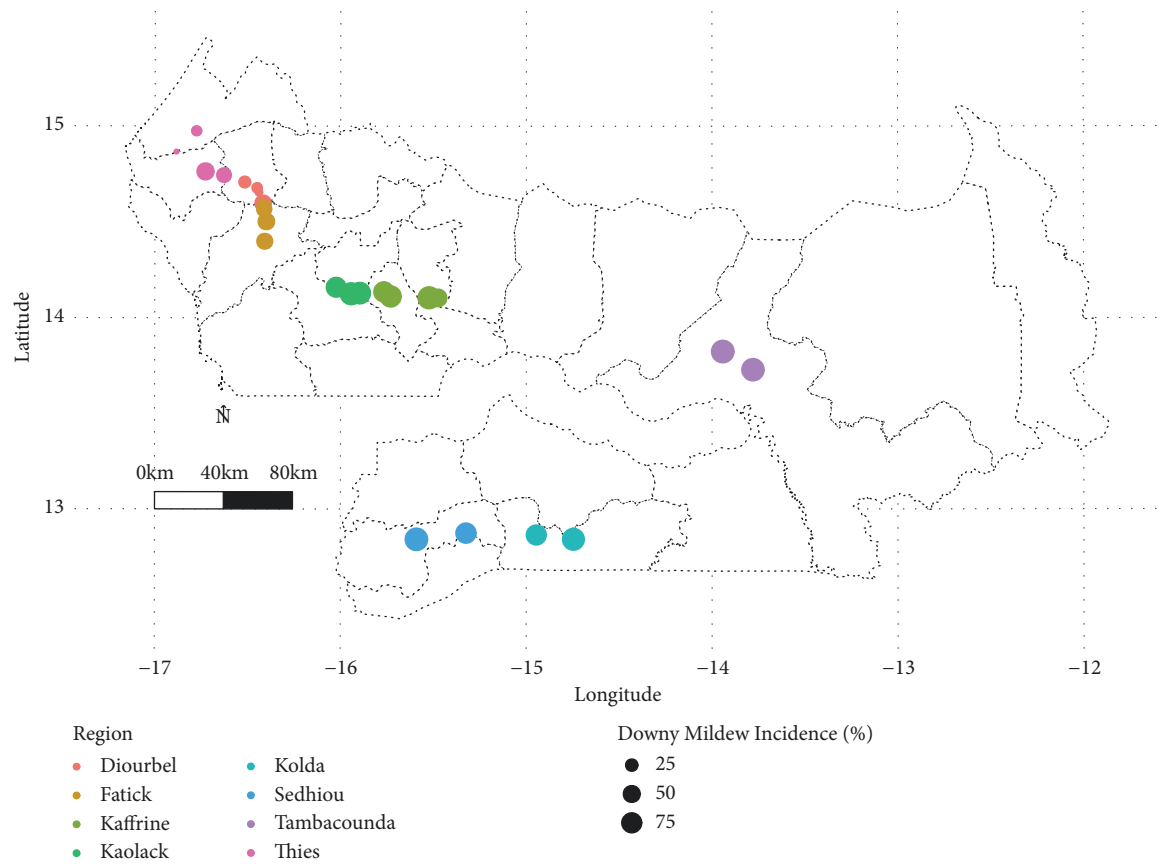 15
14
13
Latitude
N
0km 40km 80km
−17 −16 −15 −14 −13 −12
Longitude
Region
Diourbel
Fatick
Kaffrine
Kaolack
Kolda
Sedhiou
Tambacounda
Thies
Downy Mildew Incidence (%)
25
50
75